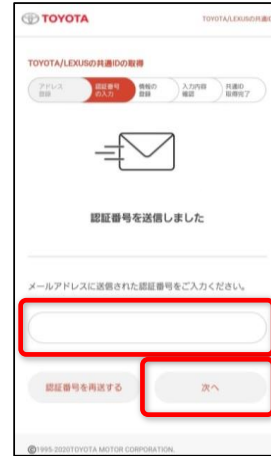 TOYOTA
TOYOTA/LEXUSの共通ID
TOYOTA/LEXUSの共通IDの取得
アドレス
登録
認証番号
の入力
情報の
登録
入力内容
確認
共通ID
取得完了
認証番号を送信しました
メールアドレスに送信された認証番号をご入力ください。
認証番号を再送する
次へ
©1995-2020TOYOTA MOTOR CORPORATION.